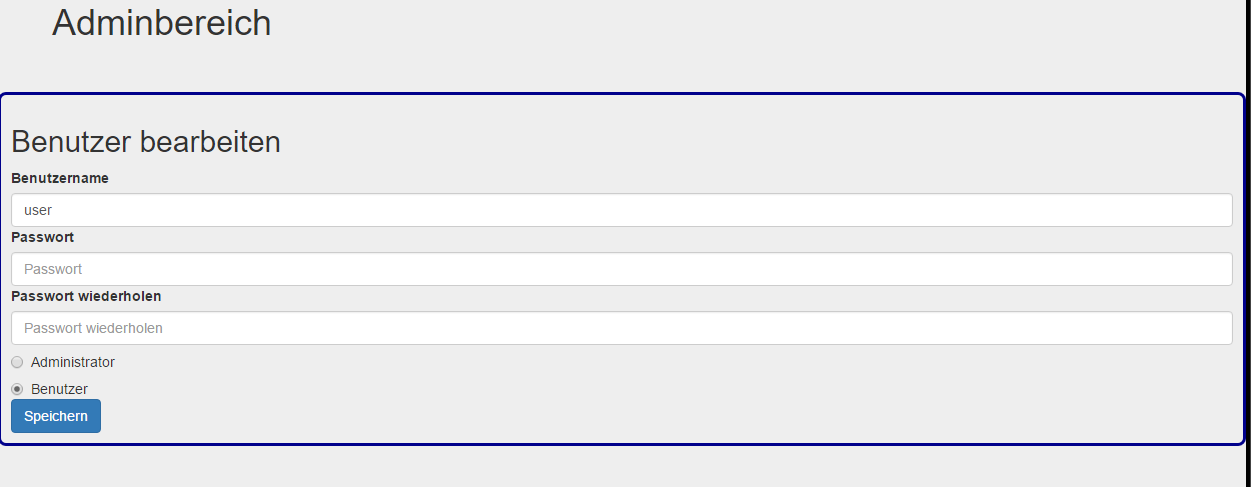 Adminbereich
Benutzer bearbeiten
Benutzername
user
Passwort
Passwort
Passwort wiederholen
Passwort wiederholen
Administrator
Benutzer
Speichern